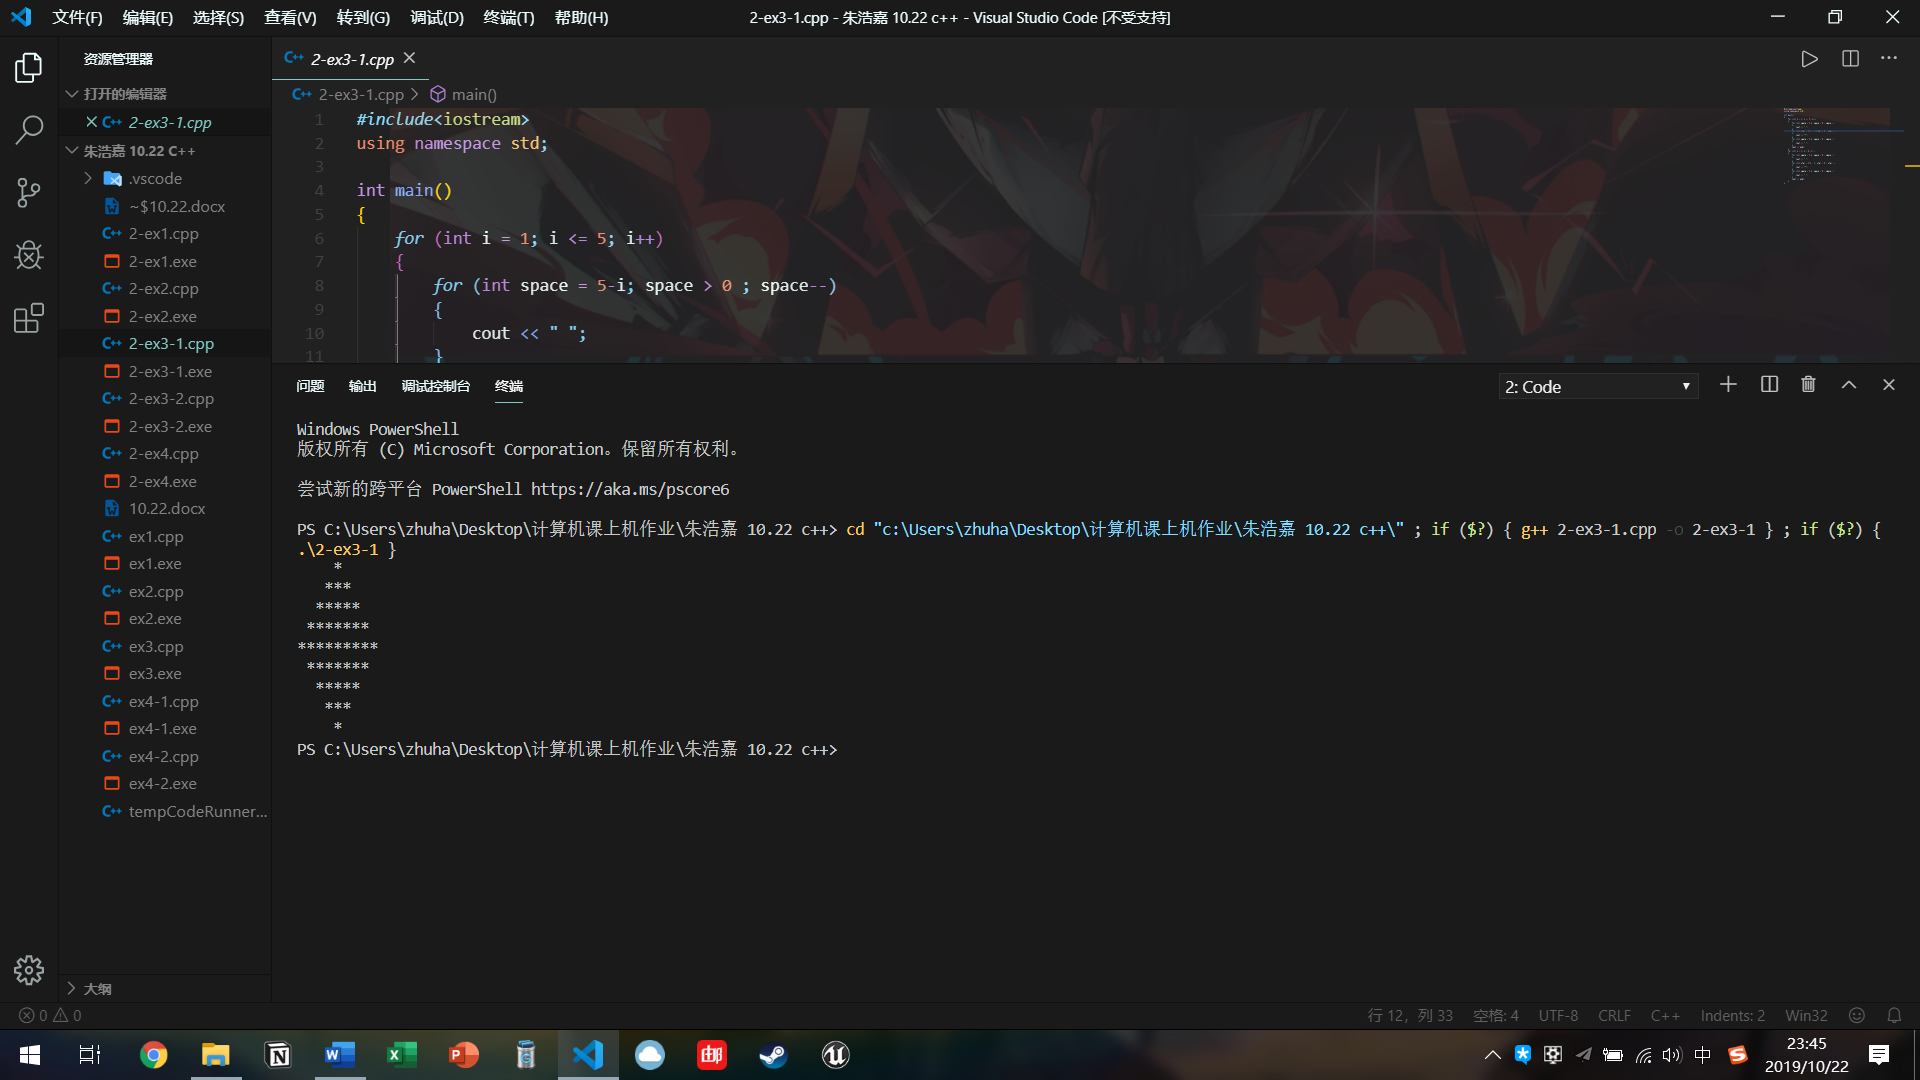 文件(F) 编辑(E) 选择(S) 查看(V) 转到(G) 调试(D) 终端(T) 帮助(H) 2-ex3-1.cpp - 朱浩嘉 10.22 c++ - Visual Studio Code [不受支持]
资源管理器
打开的编辑器
2-ex3-1.cpp
朱浩嘉 10.22 C++
.vscode
~$10.22.docx
2-ex1.cpp
2-ex1.exe
2-ex2.cpp
2-ex2.exe
2-ex3-1.cpp
2-ex3-1.exe
2-ex3-2.cpp
2-ex3-2.exe
2-ex4.cpp
2-ex4.exe
10.22.docx
ex1.cpp
ex1.exe
ex2.cpp
ex2.exe
ex3.cpp
ex3.exe
ex4-1.cpp
ex4-1.exe
ex4-2.cpp
ex4-2.exe
tempCodeRunner...
大纲
2-ex3-1.cpp
2-ex3-1.cpp > main()
1 #include<iostream>
2 using namespace std;
3
4 int main()
5 {
6 for (int i = 1; i <= 5; i++)
7 {
8 for (int space = 5-i; space > 0 ; space--)
9 {
10 cout << " ";
11 }
问题 输出 调试控制台 终端 2: Code
Windows PowerShell
版权所有 (C) Microsoft Corporation。保留所有权利。
尝试新的跨平台 PowerShell https://aka.ms/pscore6
PS C:\Users\zhuha\Desktop\计算机课上机作业\朱浩嘉 10.22 c++> cd "c:\Users\zhuha\Desktop\计算机课上机作业\朱浩嘉 10.22 c++\" ; if ($?) { g++ 2-ex3-1.cpp -o 2-ex3-1 } ; if ($?) {
.\2-ex3-1 }
    *
   ***
  *****
 *******
*********
 *******
  *****
   ***
    *
PS C:\Users\zhuha\Desktop\计算机课上机作业\朱浩嘉 10.22 c++>
0 0 行 12，列 33 空格: 4 UTF-8 CRLF C++ Indents: 2 Win32
中 23:45
2019/10/22